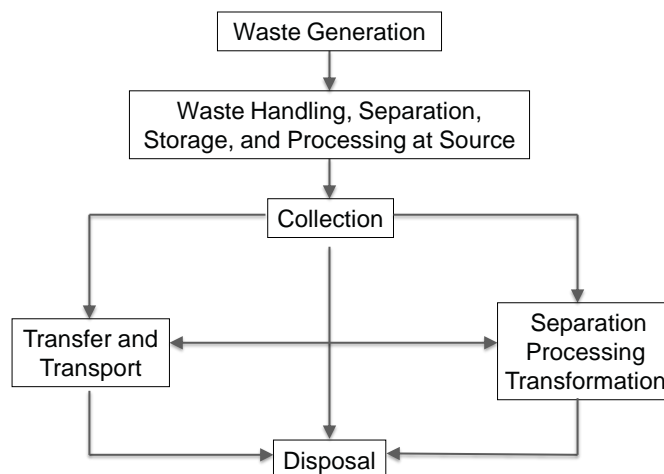 Waste Generation
Waste Handling, Separation,
Storage, and Processing at Source
Collection
Transfer and
Transport
Separation
Processing
Transformation
Disposal